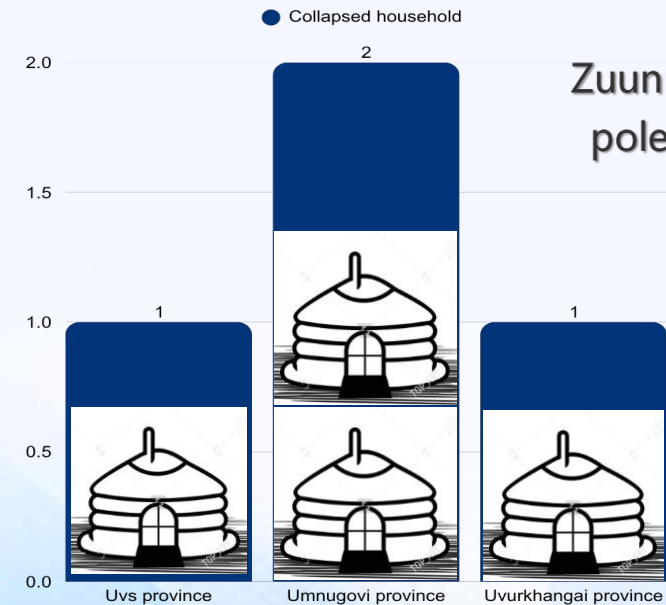 Collapsed household
Zuun
pole
2
2.0
1.5
1
1
1.0
0.5
0.0
Uvs province
Umnugovi province
Uvurkhangai province